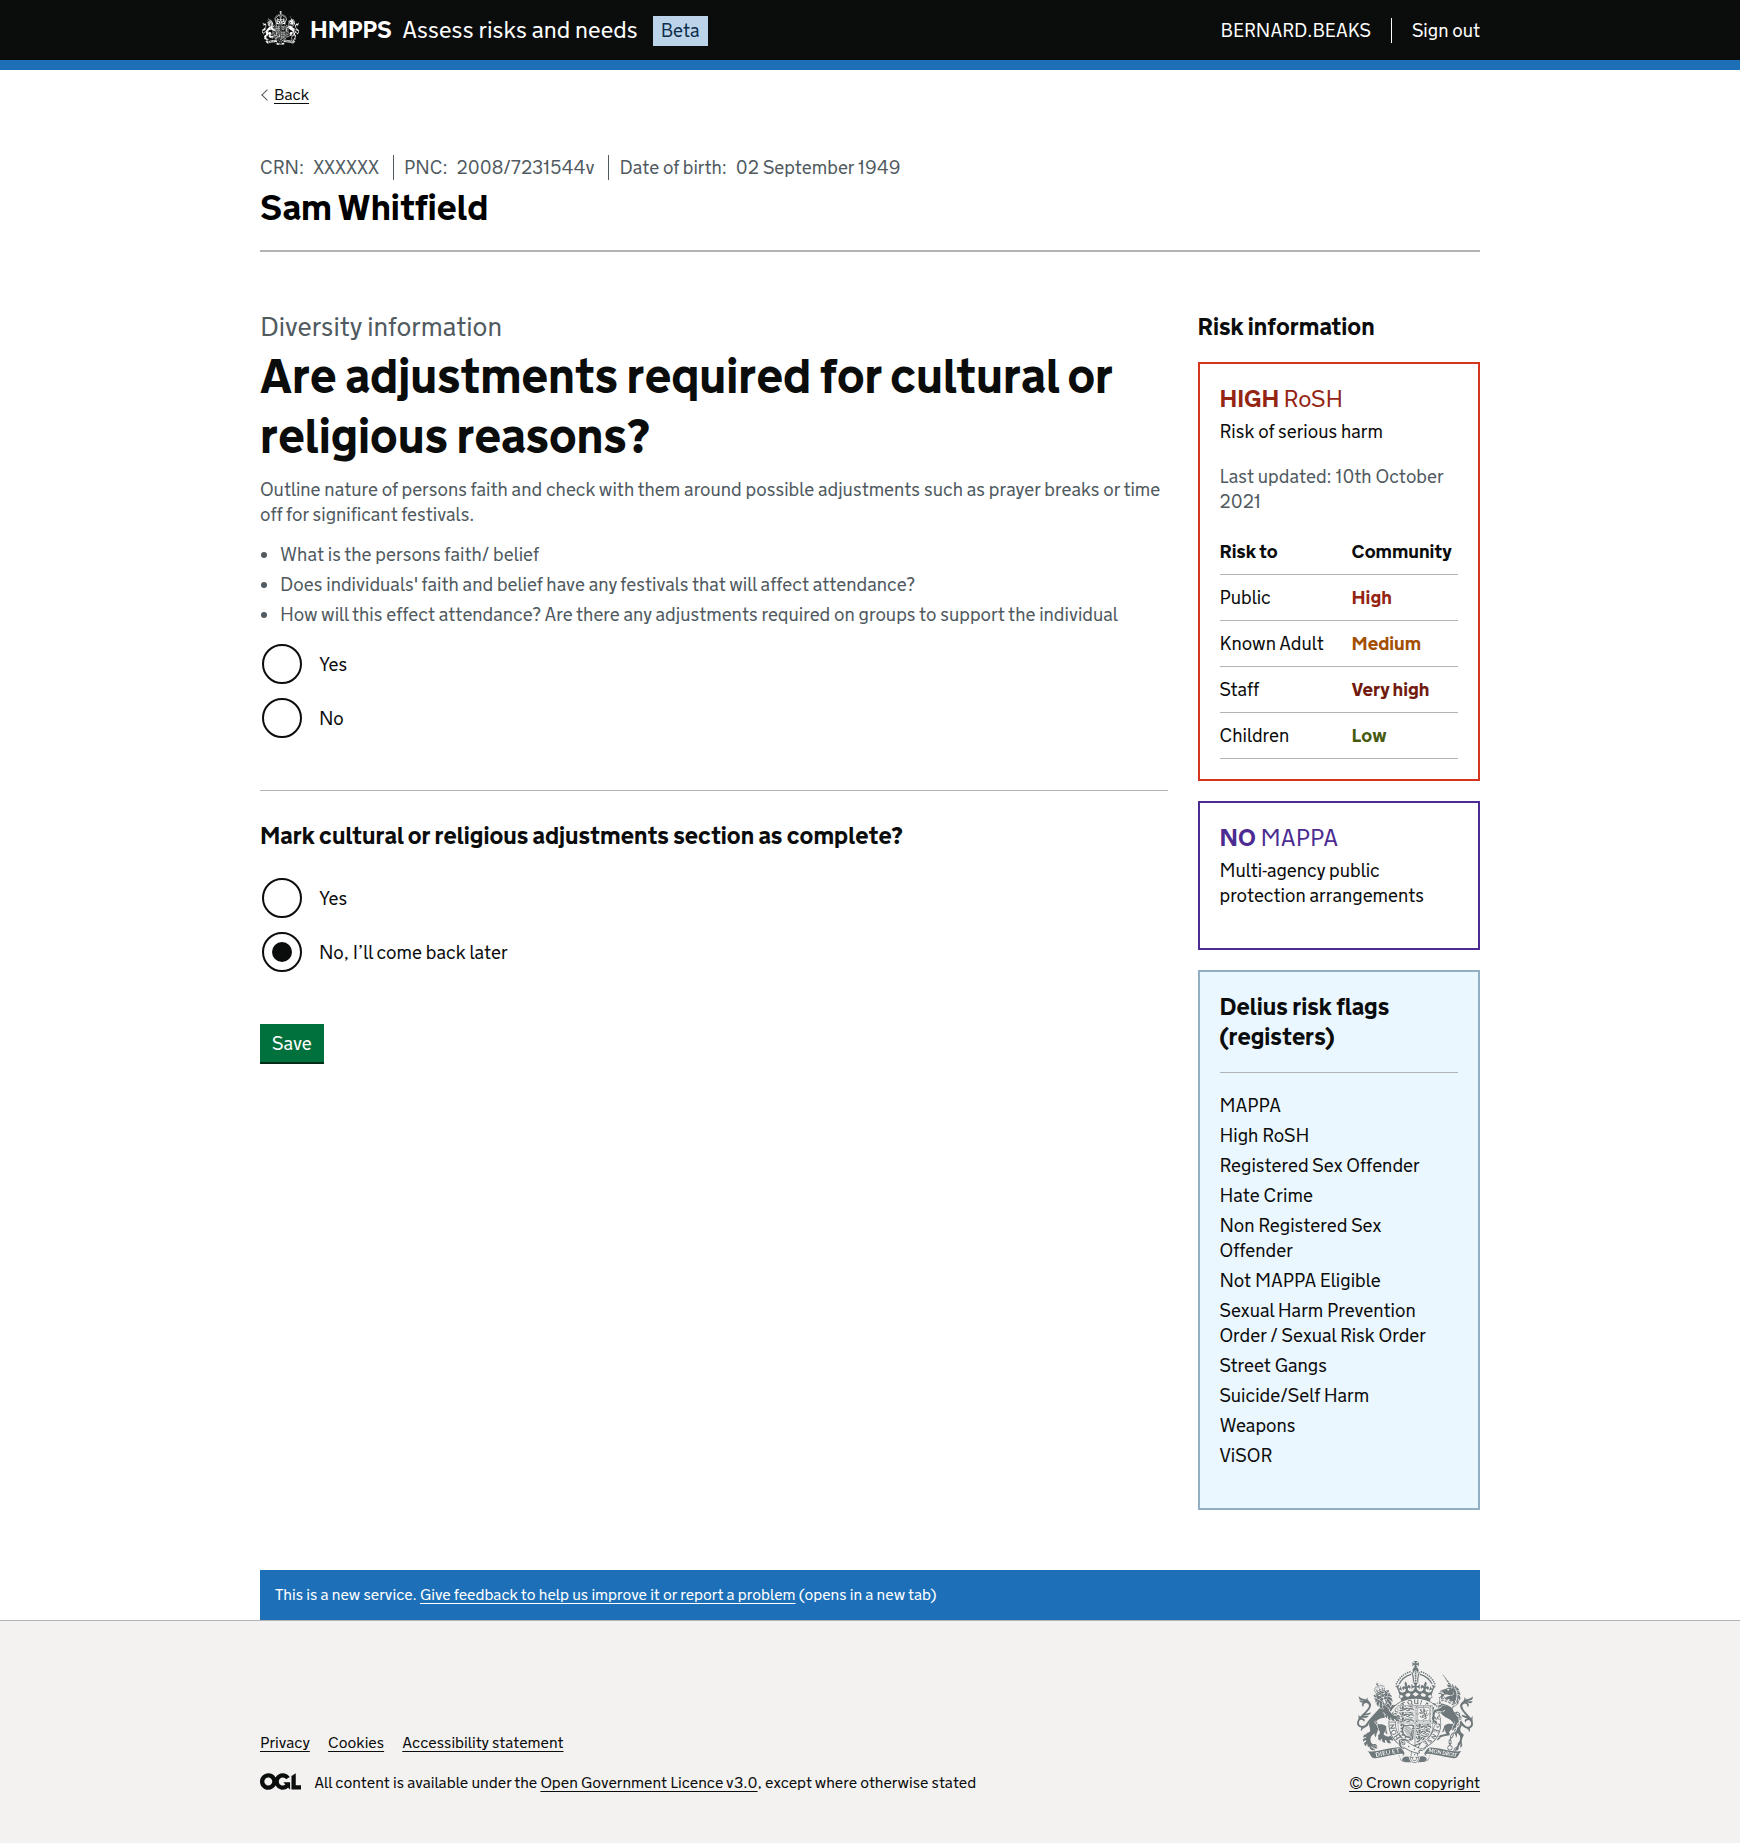 HMPPS Assess risks and needs Beta
BERNARD.BEAKS Sign out
Back
CRN: XXXXXX PNC: 2008/7231544v Date of birth: 02 September 1949
Sam Whitfield
Diversity information
Are adjustments required for cultural or
religious reasons?
Outline nature of persons faith and check with them around possible adjustments such as prayer breaks or time
off for significant festivals.
• What is the persons faith/ belief
• Does individuals' faith and belief have any festivals that will affect attendance?
• How will this effect attendance? Are there any adjustments required on groups to support the individual
Yes
No
Mark cultural or religious adjustments section as complete?
Yes
No, I’ll come back later
Save
Risk information
HIGH RoSH
Risk of serious harm
Last updated: 10th October
2021
Risk to Community
Public High
Known Adult Medium
Staff Very high
Children Low
NO MAPPA
Multi-agency public
protection arrangements
Delius risk flags
(registers)
MAPPA
High RoSH
Registered Sex Offender
Hate Crime
Non Registered Sex
Offender
Not MAPPA Eligible
Sexual Harm Prevention
Order / Sexual Risk Order
Street Gangs
Suicide/Self Harm
Weapons
ViSOR
This is a new service. Give feedback to help us improve it or report a problem (opens in a new tab)
Privacy Cookies Accessibility statement
OGL All content is available under the Open Government Licence v3.0, except where otherwise stated
DIEU ET MON DROIT
© Crown copyright